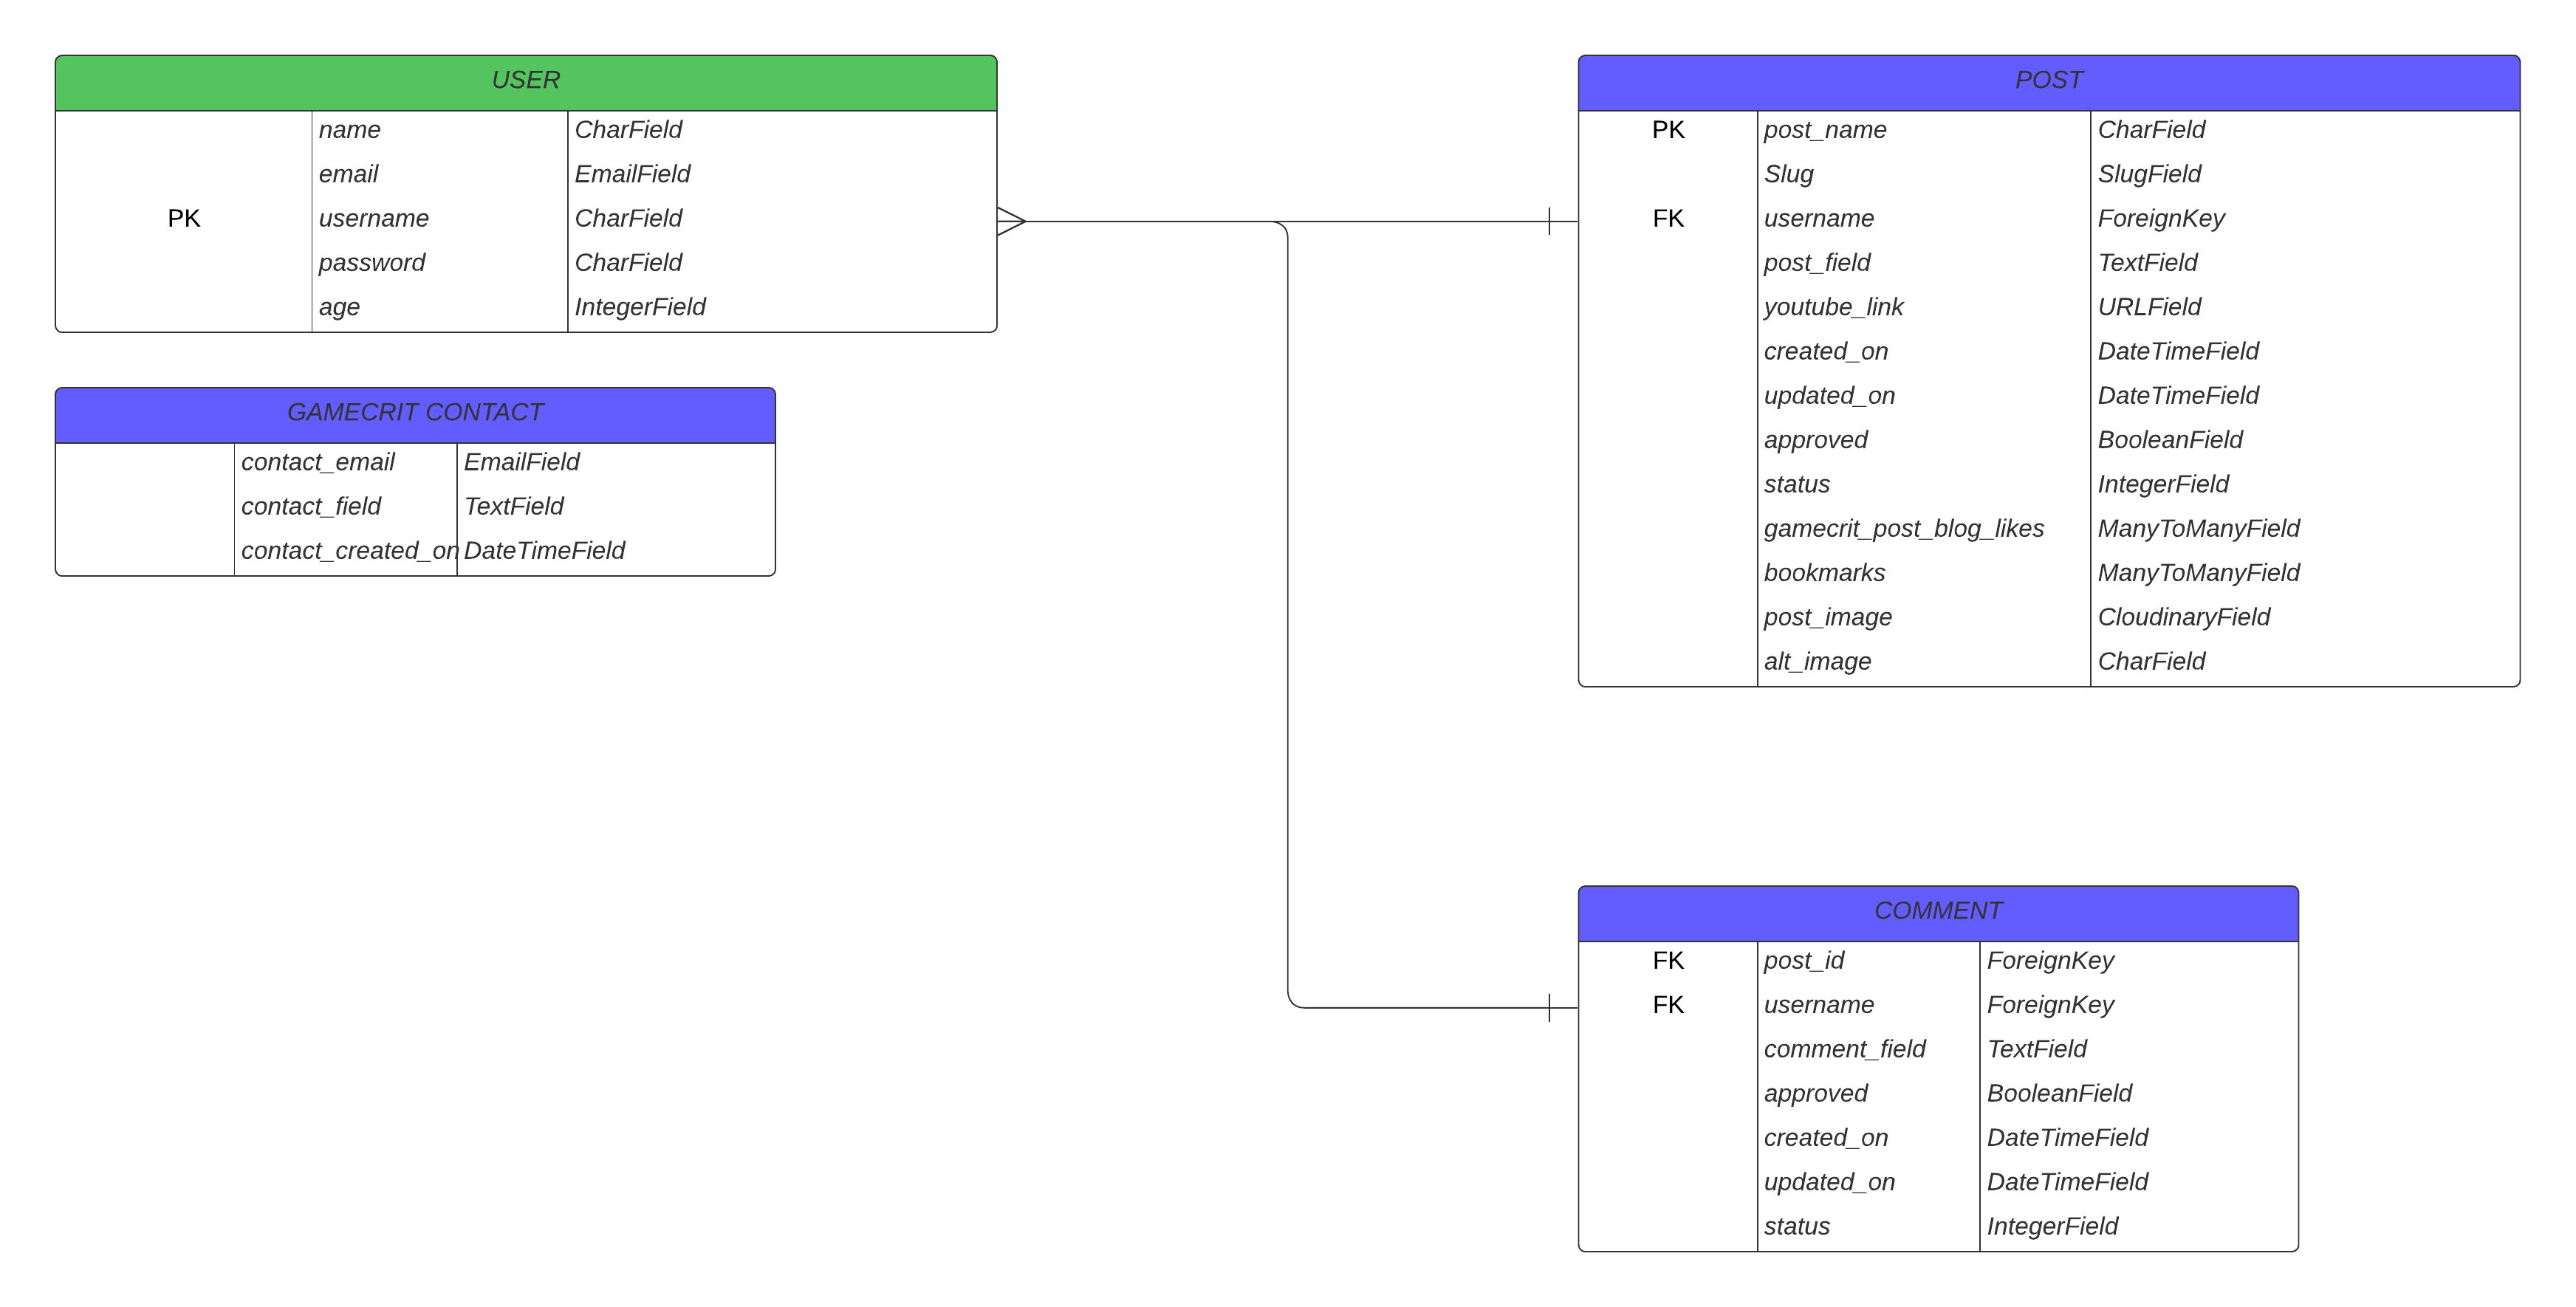 USER
name CharField
email EmailField
PK username CharField
password CharField
age IntegerField
GAMECRIT CONTACT
contact_email EmailField
contact_field TextField
contact_created_on DateTimeField
POST
PK post_name CharField
Slug SlugField
FK username ForeignKey
post_field TextField
youtube_link URLField
created_on DateTimeField
updated_on DateTimeField
approved BooleanField
status IntegerField
gamecrit_post_blog_likes ManyToManyField
bookmarks ManyToManyField
post_image CloudinaryField
alt_image CharField
COMMENT
FK post_id ForeignKey
FK username ForeignKey
comment_field TextField
approved BooleanField
created_on DateTimeField
updated_on DateTimeField
status IntegerField